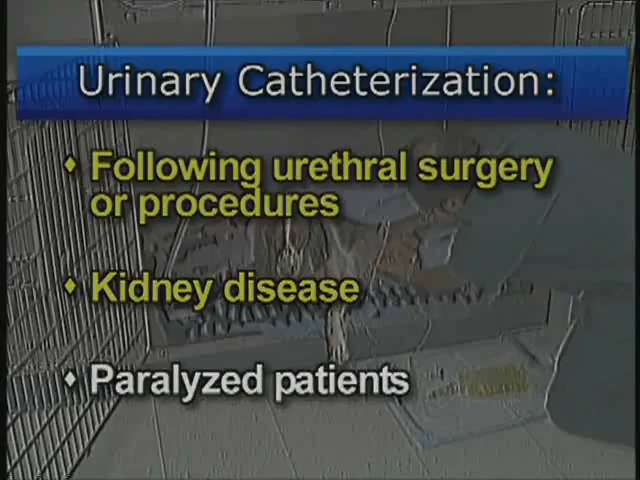 Urinary Catheterization:
Following urethral surgery
or procedures
Kidney disease
Paralyzed patients